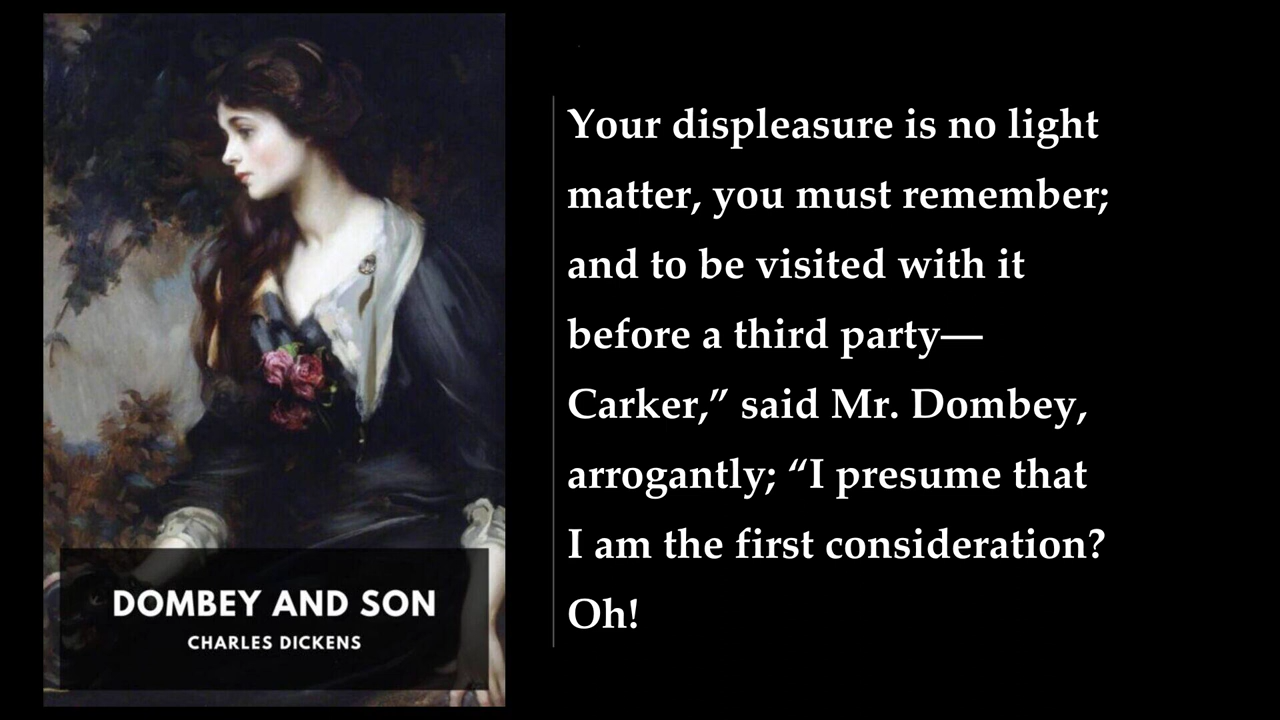 DOMBEY AND SON
CHARLES DICKENS
Your displeasure is no light
matter, you must remember;
and to be visited with it
before a third party—
Carker,” said Mr. Dombey,
arrogantly; “I presume that
I am the first consideration?
Oh!